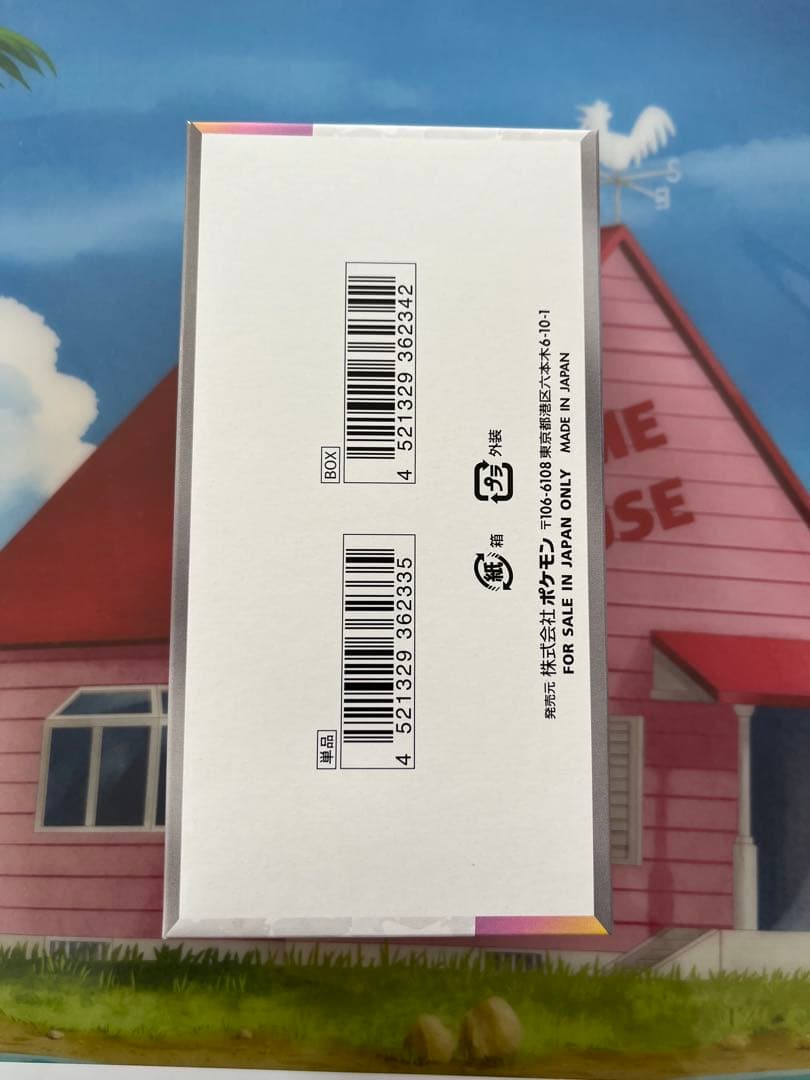 単品
4 521329 362335
BOX
4 521329 362342
紙 箱
プラ 外装
発売元 株式会社ポケモン 〒106-6108 東京都港区六本木6-10-1
FOR SALE IN JAPAN ONLY MADE IN JAPAN
ME
USE
S